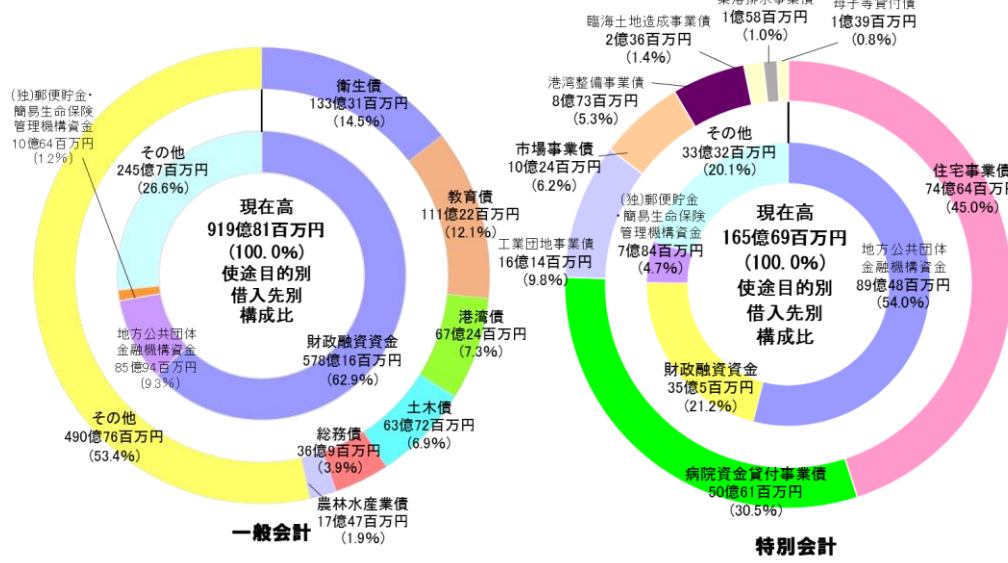 衛生債
133億31百万円
(14.5%)
教育債
111億22百万円
(12.1%)
港湾債
67億24百万円
(7.3%)
土木債
63億72百万円
(6.9%)
総務債
36億9百万円
(3.9%)
農林水産業債
17億47百万円
(1.9%)
その他
490億76百万円
(53.4%)
(独)郵便貯金・
簡易生命保険
管理機構資金
10億64百万円
(1.2%)
その他
245億7百万円
(26.6%)
地方公共団体
金融機構資金
85億94百万円
(9.3%)
財政融資資金
578億16百万円
(62.9%)
現在高
919億81百万円
(100.0%)
使途目的別
借入先別
構成比
一般会計
1億58百万円
(1.0%)
母子等貸付債
1億39百万円
(0.8%)
臨海土地造成事業債
2億36百万円
(1.4%)
港湾整備事業債
8億73百万円
(5.3%)
市場事業債
10億24百万円
(6.2%)
工業団地事業債
16億14百万円
(9.8%)
病院資金貸付事業債
50億61百万円
(30.5%)
住宅事業債
74億64百万円
(45.0%)
その他
33億32百万円
(20.1%)
(独)郵便貯金
・簡易生命保険
管理機構資金
7億84百万円
(4.7%)
財政融資資金
35億5百万円
(21.2%)
地方公共団体
金融機構資金
89億48百万円
(54.0%)
現在高
165億69百万円
(100.0%)
使途目的別
借入先別
構成比
特別会計